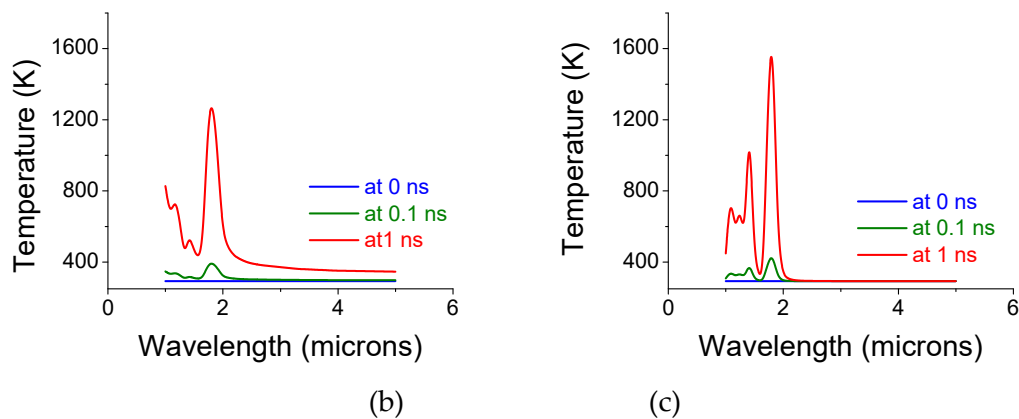 Temperature (K)
1600
1200
800
400
0
2
4
6
Wavelength (microns)
at 0 ns
at 0.1 ns
at1 ns
(b)
Temperature (K)
1600
1200
800
400
0
2
4
6
Wavelength (microns)
at 0 ns
at 0.1 ns
at 1 ns
(c)